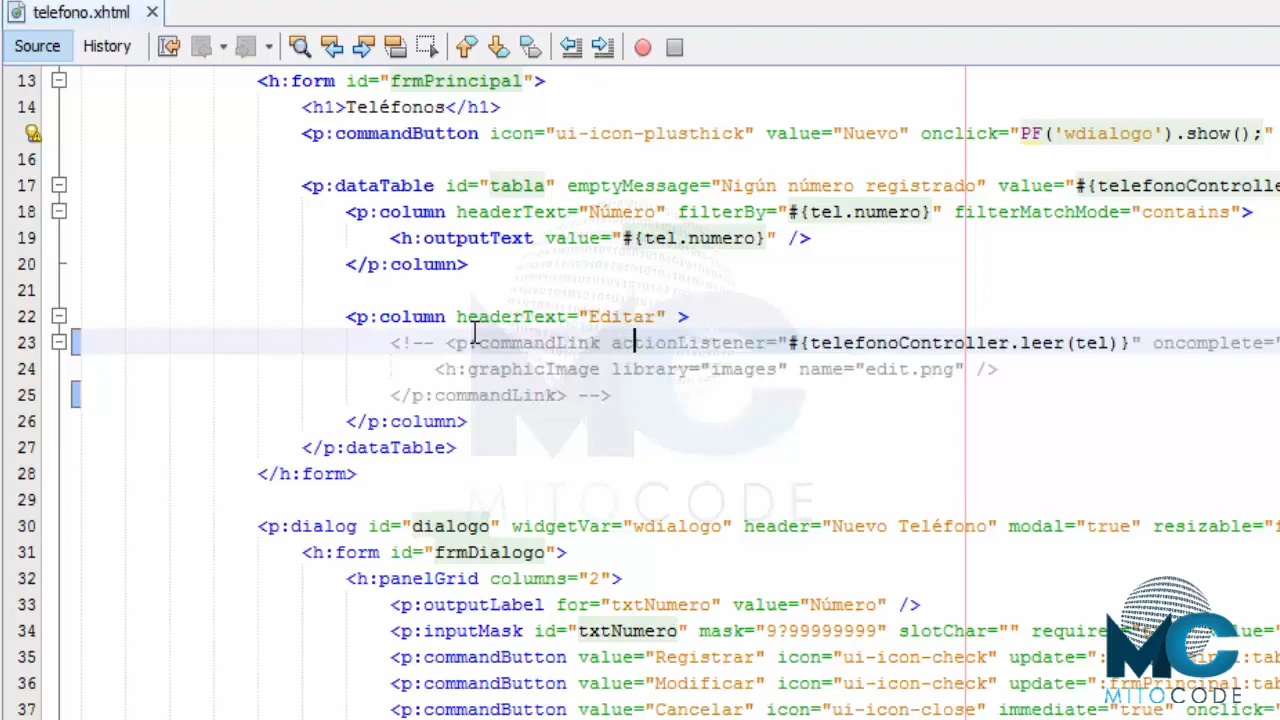 telefono.xhtml
Source History
13 <h:form id="frmPrincipal">
14 <h1>Teléfonos</h1>
<p:commandButton icon="ui-icon-plusthick" value="Nuevo" onclick="PF('wdialogo').show();"
16
17 <p:dataTable id="tabla" emptyMessage="Nigún número registrado" value="#{telefonoControlle
18 <p:column headerText="Número" filterBy="#{tel.numero}" filterMatchMode="contains">
19 <h:outputText value="#{tel.numero}" />
20 </p:column>
21
22 <p:column headerText="Editar" >
23 <!-- <p:commandLink actionListener="#{telefonoController.leer(tel)}" oncomplete="
24 <h:graphicImage library="images" name="edit.png" />
25 </p:commandLink> -->
26 </p:column>
27 </p:dataTable>
28 </h:form>
29
30 <p:dialog id="dialogo" widgetVar="wdialogo" header="Nuevo Teléfono" modal="true" resizable="f
31 <h:form id="frmDialogo">
32 <h:panelGrid columns="2">
33 <p:outputLabel for="txtNumero" value="Número" />
34 <p:inputMask id="txtNumero" mask="9?99999999" slotChar="" require
35 <p:commandButton value="Registrar" icon="ui-icon-check" update=":
36 <p:commandButton value="Modificar" icon="ui-icon-check" update=":frmPrincipal:tab
37 <p:commandButton value="Cancelar" icon="ui-icon-close" immediate="true" onclick="
MITOCODE
MC
MITOCODE